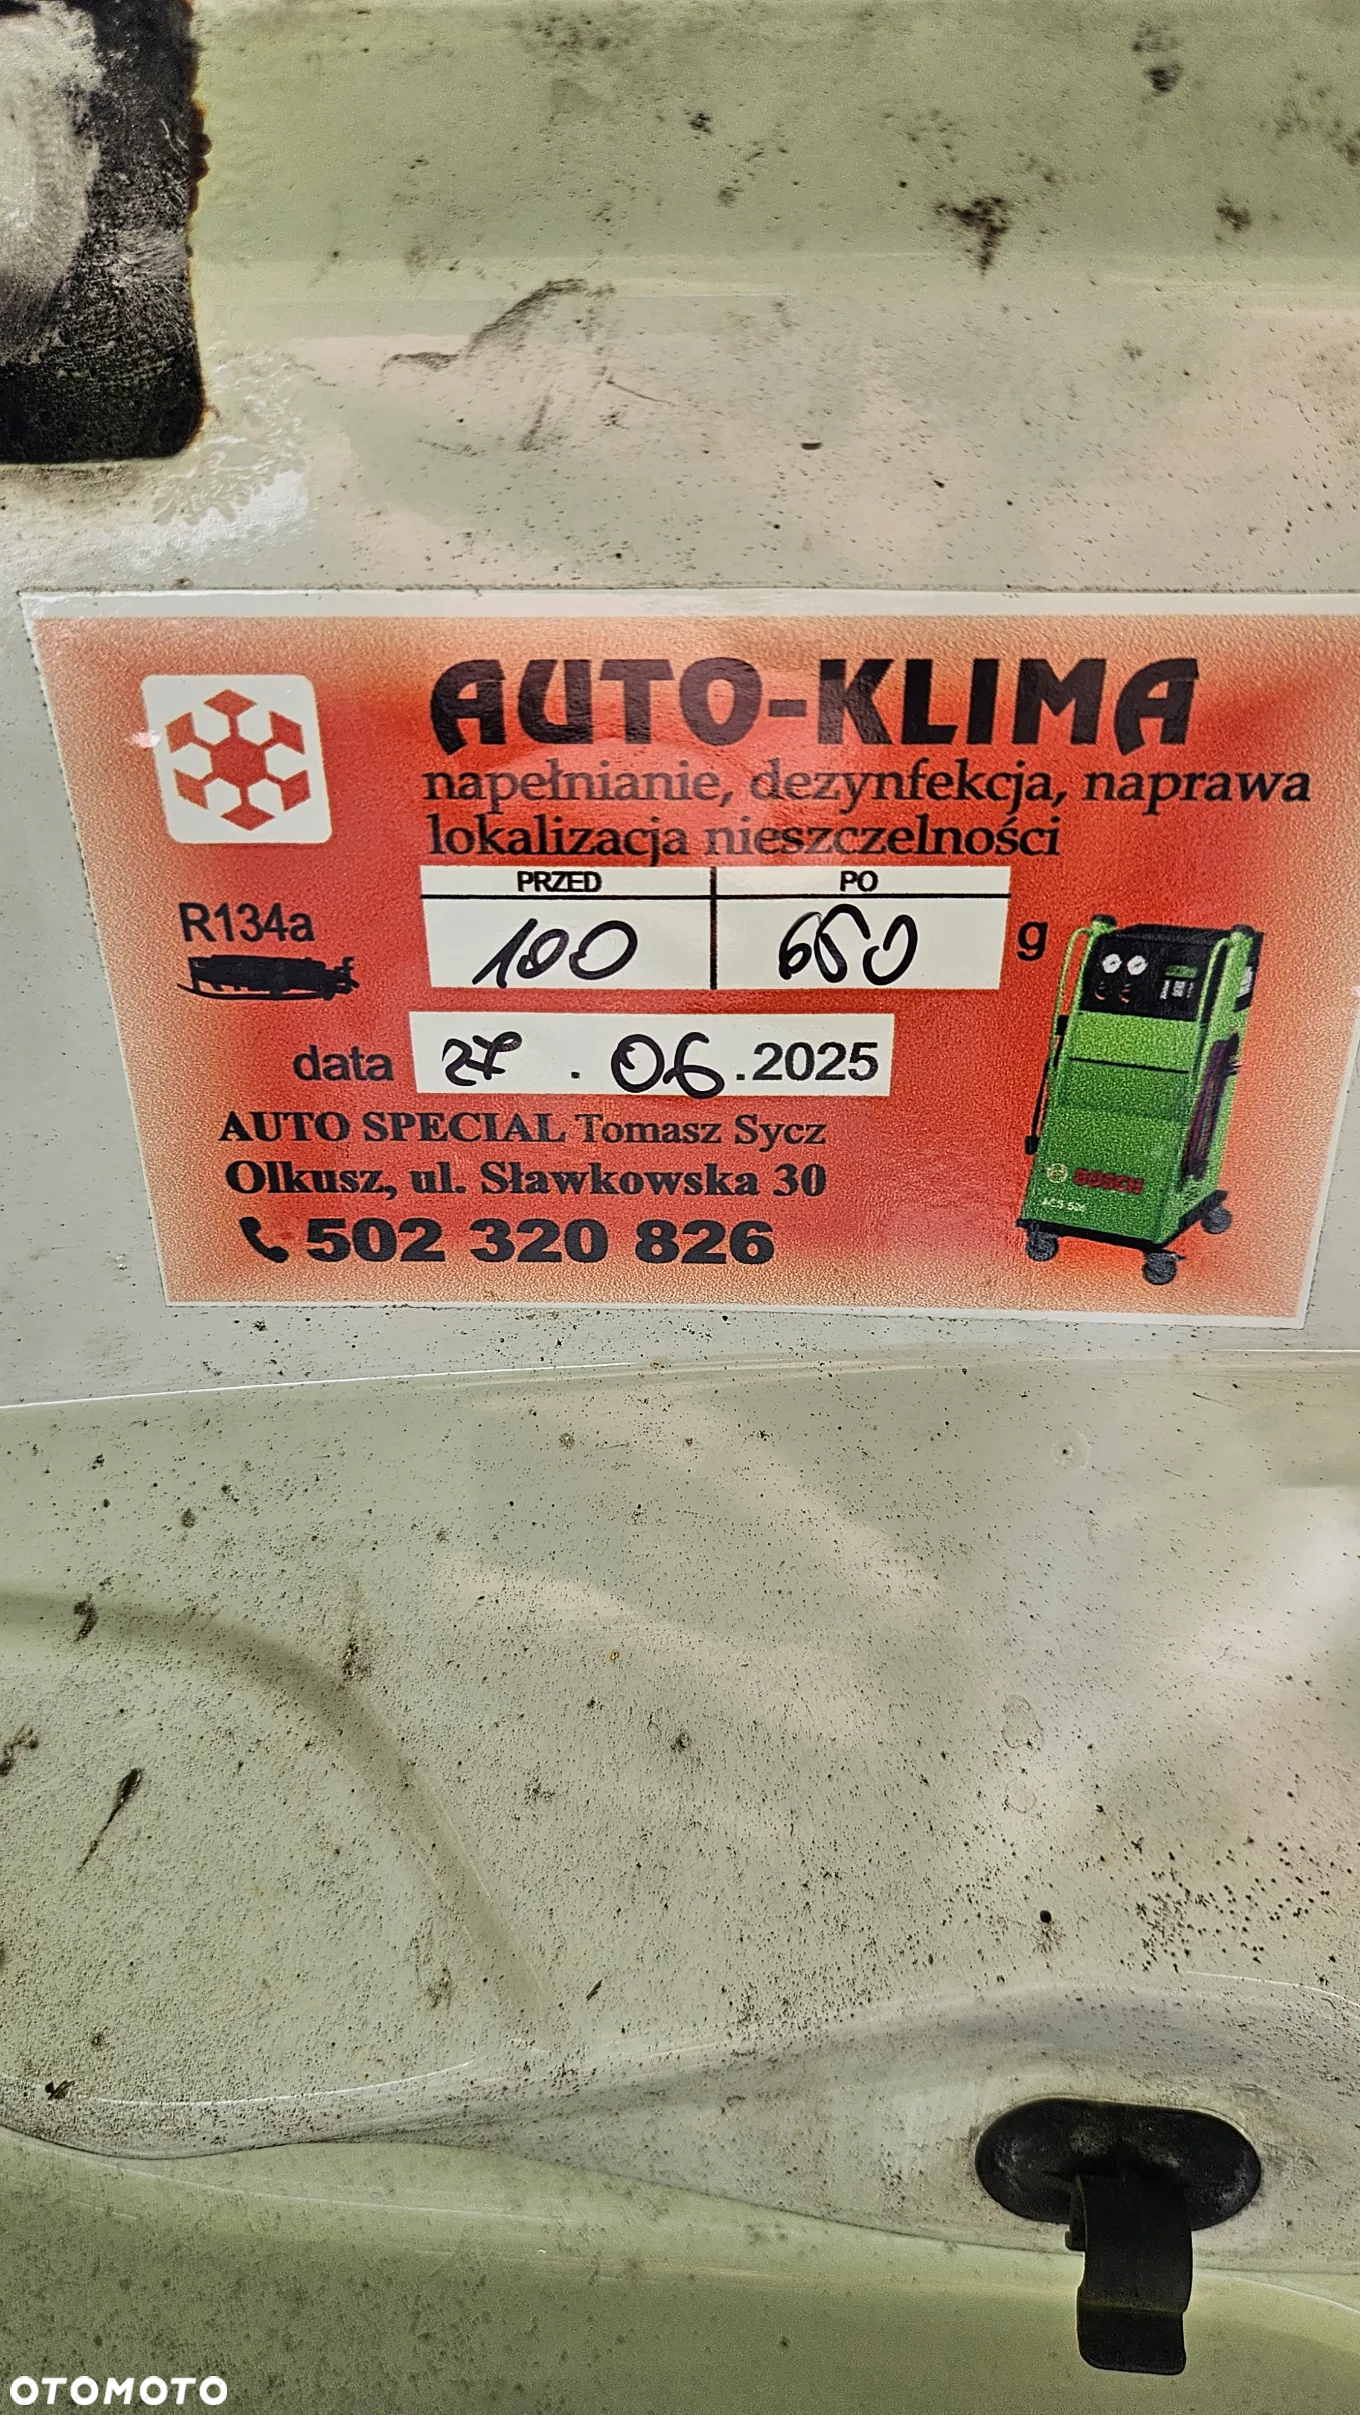 AUTO-KLIMA
napełnianie, dezynfekcja, naprawa
lokalizacja nieszczelności
PRZED PO
R134a 100 650 g
data 27.06.2025
AUTO SPECIAL Tomasz Sycz
Olkusz, ul. Sławkowska 30
502 320 826
BOSCH
OTOMOTO